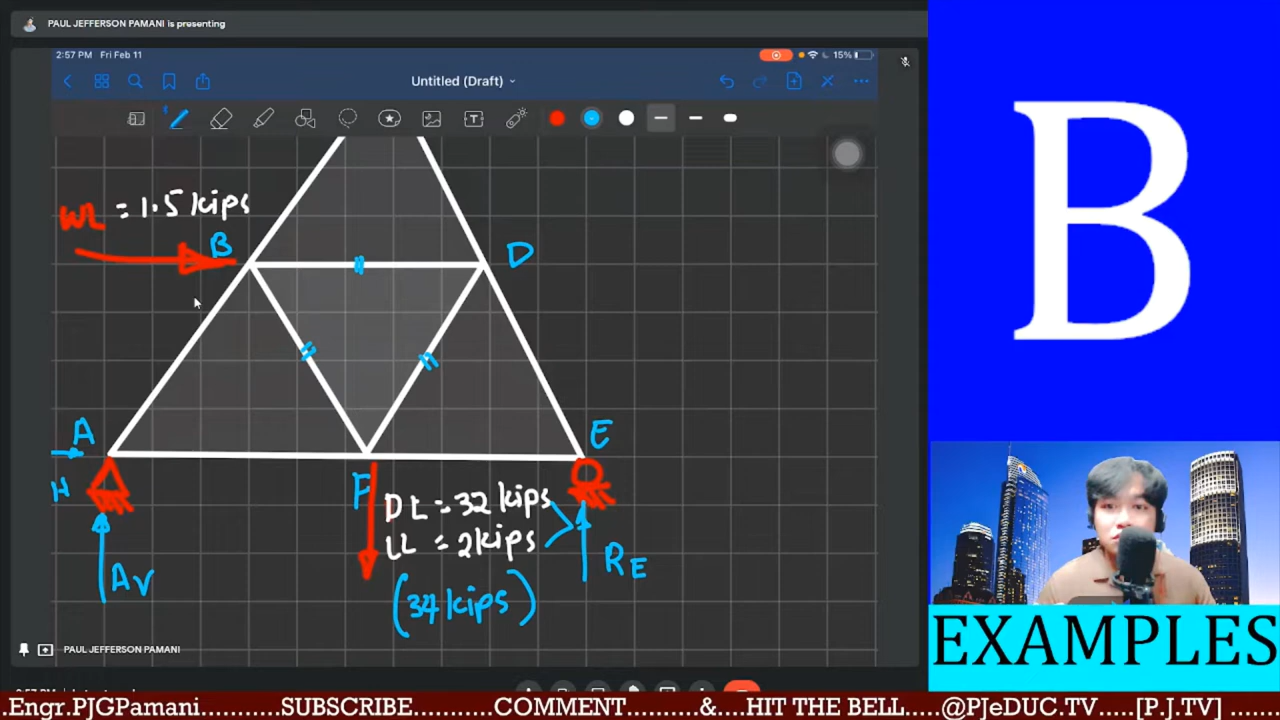 PAUL JEFFERSON PAMANI is presenting
2:57 PM Fri Feb 11
15%
Untitled (Draft)
WL = 1.5 kips
B
D
A
E
H
F
DL = 32 kips
LL = 2 kips
(34 kips)
AV
RE
PAUL JEFFERSON PAMANI
B
EXAMPLES
.Engr.PJGPamani..........SUBSCRIBE..........COMMENT.........&...HIT THE BELL.........@PJeDUC.TV.....[P.J.TV] .......